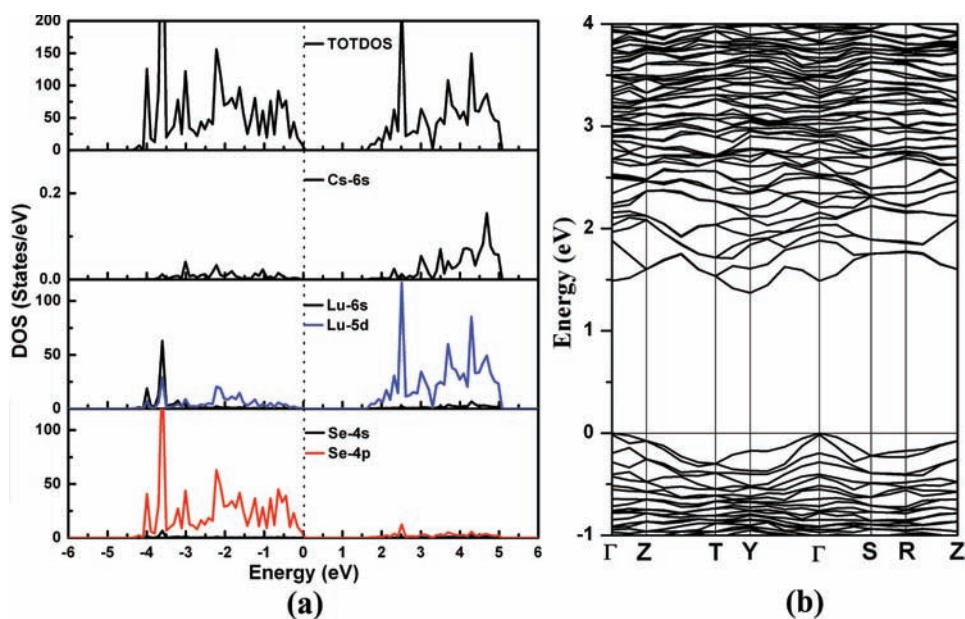 200
150
100
50
0
TOTDOS
0.2
0.0
Cs-6s
100
50
0
Lu-6s
Lu-5d
100
50
0
Se-4s
Se-4p
DOS (States/eV)
-6 -5 -4 -3 -2 -1 0 1 2 3 4 5 6
Energy (eV)
(a)
4
3
2
1
0
-1
Energy (eV)
Γ Z T Y Γ S R Z
(b)